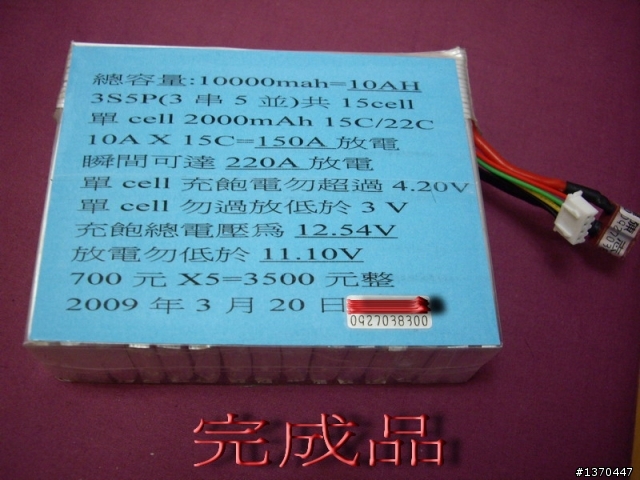 總容量:10000mah=10AH
3S5P(3 串 5 並)共 15cell
單 cell 2000mAh 15C/22C
10A X 15C=150A 放電
瞬間可達 220A 放電
單 cell 充飽電勿超過 4.20V
單 cell 勿過放低於 3 V
充飽總電壓為 12.54V
放電勿低於 11.10V
700 元 X5=3500 元整
2009 年 3 月 20 日
0927038300
完成品
#1370447